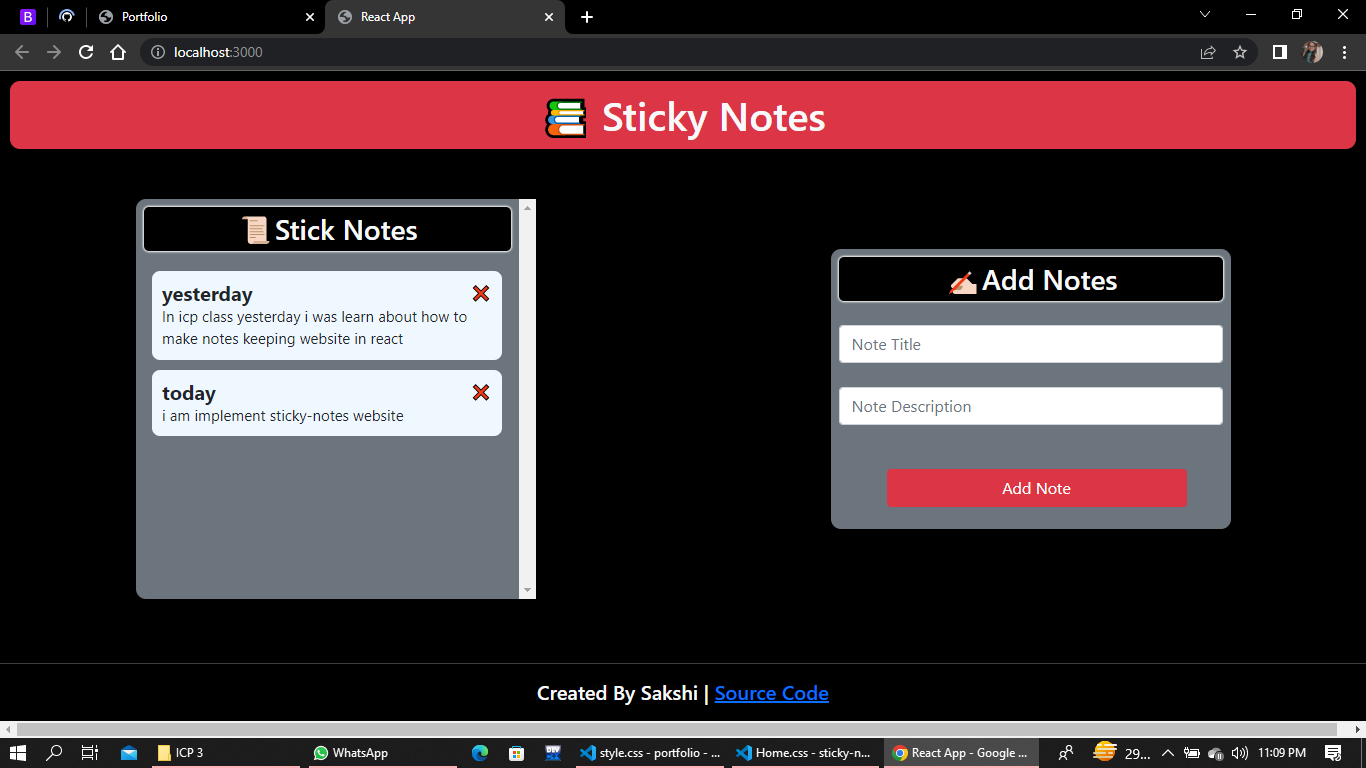 B
Portfolio
React App
localhost:3000
Sticky Notes
Stick Notes
yesterday
In icp class yesterday i was learn about how to
make notes keeping website in react
today
i am implement sticky-notes website
Add Notes
Note Title
Note Description
Add Note
Created By Sakshi | Source Code
ICP 3
WhatsApp
DEV
style.css - portfolio - ...
Home.css - sticky-n...
React App - Google ...
29...
11:09 PM